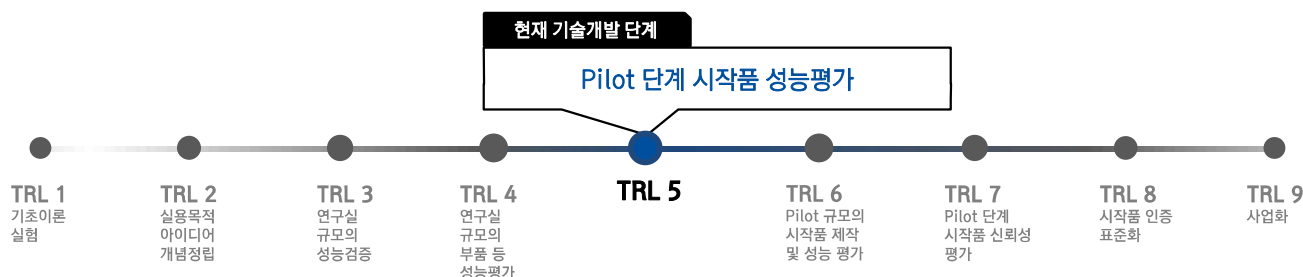 현재 기술개발 단계
Pilot 단계 시작품 성능평가
TRL 1
기초이론
실험
TRL 2
실용목적
아이디어
개념정립
TRL 3
연구실
규모의
성능검증
TRL 4
연구실
규모의
부품 등
성능평가
TRL 5
TRL 6
Pilot 규모의
시작품 제작
및 성능 평가
TRL 7
Pilot 단계
시작품 신뢰성
평가
TRL 8
시작품 인증
표준화
TRL 9
사업화